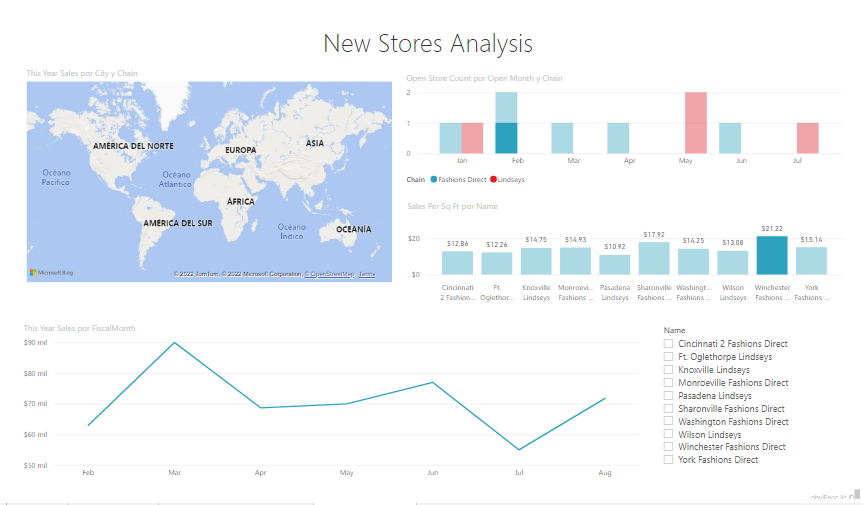 New Stores Analysis
This Year Sales por City y Chain
AMÉRICA DEL NORTE
EUROPA
ASIA
Océano
Pacífico
Océano
Atlántico
ÁFRICA
AMÉRICA DEL SUR
Océano
Índico
OCEANÍA
Microsoft Bing
© 2022 TomTom, © 2022 Microsoft Corporation, © OpenStreetMap Terms
Open Store Count por Open Month y Chain
2
1
0
Jan Feb Mar Apr May Jun Jul
Chain Fashions Direct Lindseys
Sales Per Sq Ft por Name
$20
$0
$12.86 $12.26 $14.75 $14.93 $10.92 $17.92 $14.25 $13.08 $21.22 $15.14
Cincinnati Ft. Knoxville Monroevi... Pasadena Sharonville Washingt... Wilson Winchester York
2 Fashion... Oglethor... Lindseys Fashions ... Lindseys Fashions ... Fashions ... Lindseys Fashions ... Fashions ...
This Year Sales por FiscalMonth
$90 mil
$80 mil
$70 mil
$60 mil
$50 mil
Feb Mar Apr May Jun Jul Aug
Name
Cincinnati 2 Fashions Direct
Ft. Oglethorpe Lindseys
Knoxville Lindseys
Monroeville Fashions Direct
Pasadena Lindseys
Sharonville Fashions Direct
Washington Fashions Direct
Wilson Lindseys
Winchester Fashions Direct
York Fashions Direct